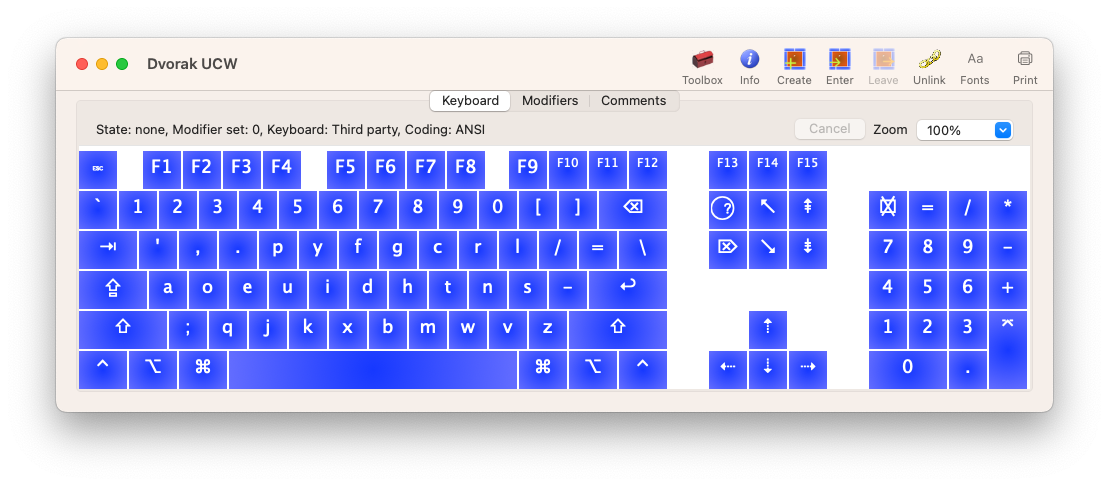 Dvorak UCW
Toolbox Info Create Enter Leave Unlink Fonts Print
Aa
Keyboard Modifiers Comments
State: none, Modifier set: 0, Keyboard: Third party, Coding: ANSI
Cancel Zoom 100%
ESC F1 F2 F3 F4 F5 F6 F7 F8 F9 F10 F11 F12 F13 F14 F15
` 1 2 3 4 5 6 7 8 9 0 [ ] ⌫ ? ↖ ⇞ ⌧ = / *
⇥ ' , . p y f g c r l / = \ ⌦ ↘ ⇟ 7 8 9 –
⇪ a o e u i d h t n s – ↩ 4 5 6 +
⇧ ; q j k x b m w v z ⇧ ⇡ 1 2 3 ⌅
⌃ ⌥ ⌘ ⌘ ⌥ ⌃ ⇠ ⇣ ⇢ 0 .